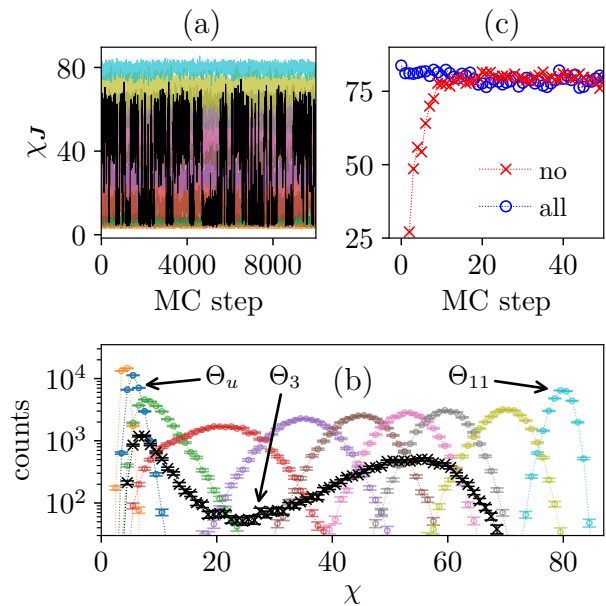 (a)
(c)
80
40
0
χJ
0 4000 8000
MC step
75
50
25
no
all
0 20 40
MC step
(b)
Θu
Θ3
Θ11
10^4
10^3
10^2
counts
0 20 40 60 80
χ